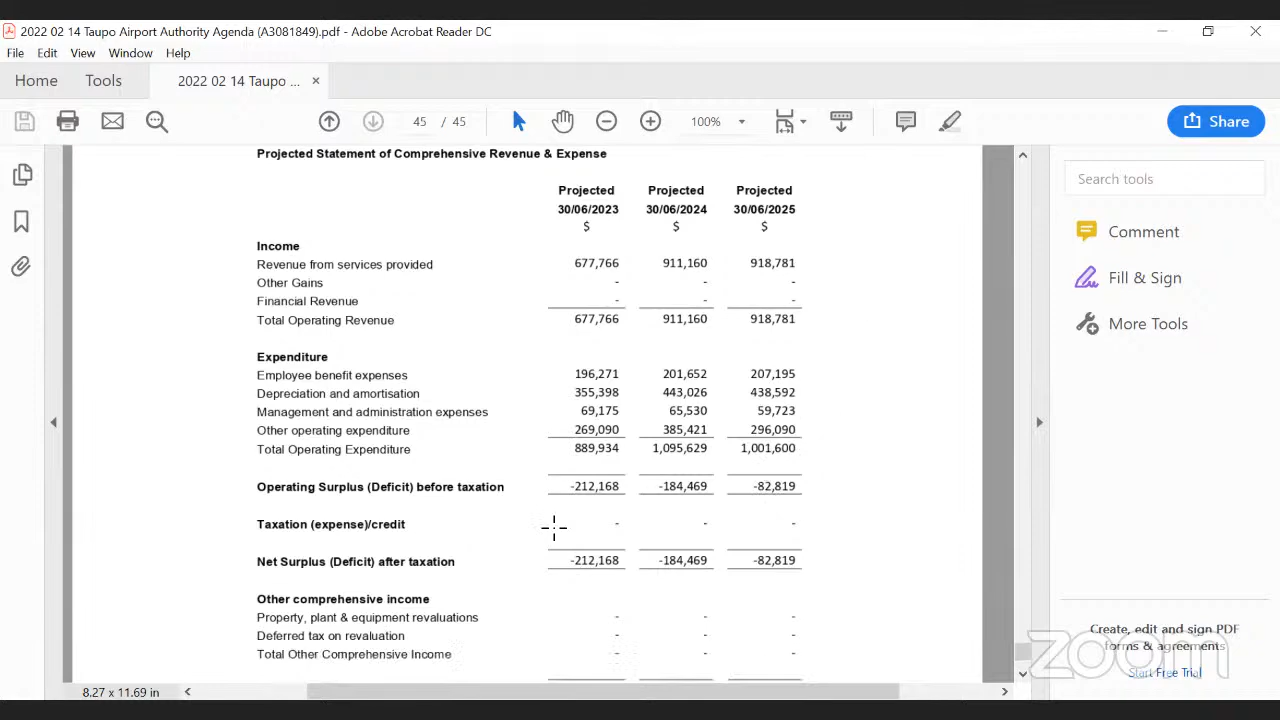 2022 02 14 Taupo Airport Authority Agenda (A3081849).pdf - Adobe Acrobat Reader DC
File Edit View Window Help
Home Tools 2022 02 14 Taupo ... ×
45 / 45 100% Share
Projected Statement of Comprehensive Revenue & Expense
Projected Projected Projected
30/06/2023 30/06/2024 30/06/2025
$ $ $
Income
Revenue from services provided 677,766 911,160 918,781
Other Gains - - -
Financial Revenue - - -
Total Operating Revenue 677,766 911,160 918,781
Expenditure
Employee benefit expenses 196,271 201,652 207,195
Depreciation and amortisation 355,398 443,026 438,592
Management and administration expenses 69,175 65,530 59,723
Other operating expenditure 269,090 385,421 296,090
Total Operating Expenditure 889,934 1,095,629 1,001,600
Operating Surplus (Deficit) before taxation -212,168 -184,469 -82,819
Taxation (expense)/credit - - -
Net Surplus (Deficit) after taxation -212,168 -184,469 -82,819
Other comprehensive income
Property, plant & equipment revaluations - - -
Deferred tax on revaluation - - -
Total Other Comprehensive Income - - -
8.27 x 11.69 in
Search tools
Comment
Fill & Sign
More Tools
Create, edit and sign PDF
forms & agreements
Start Free Trial
zoom